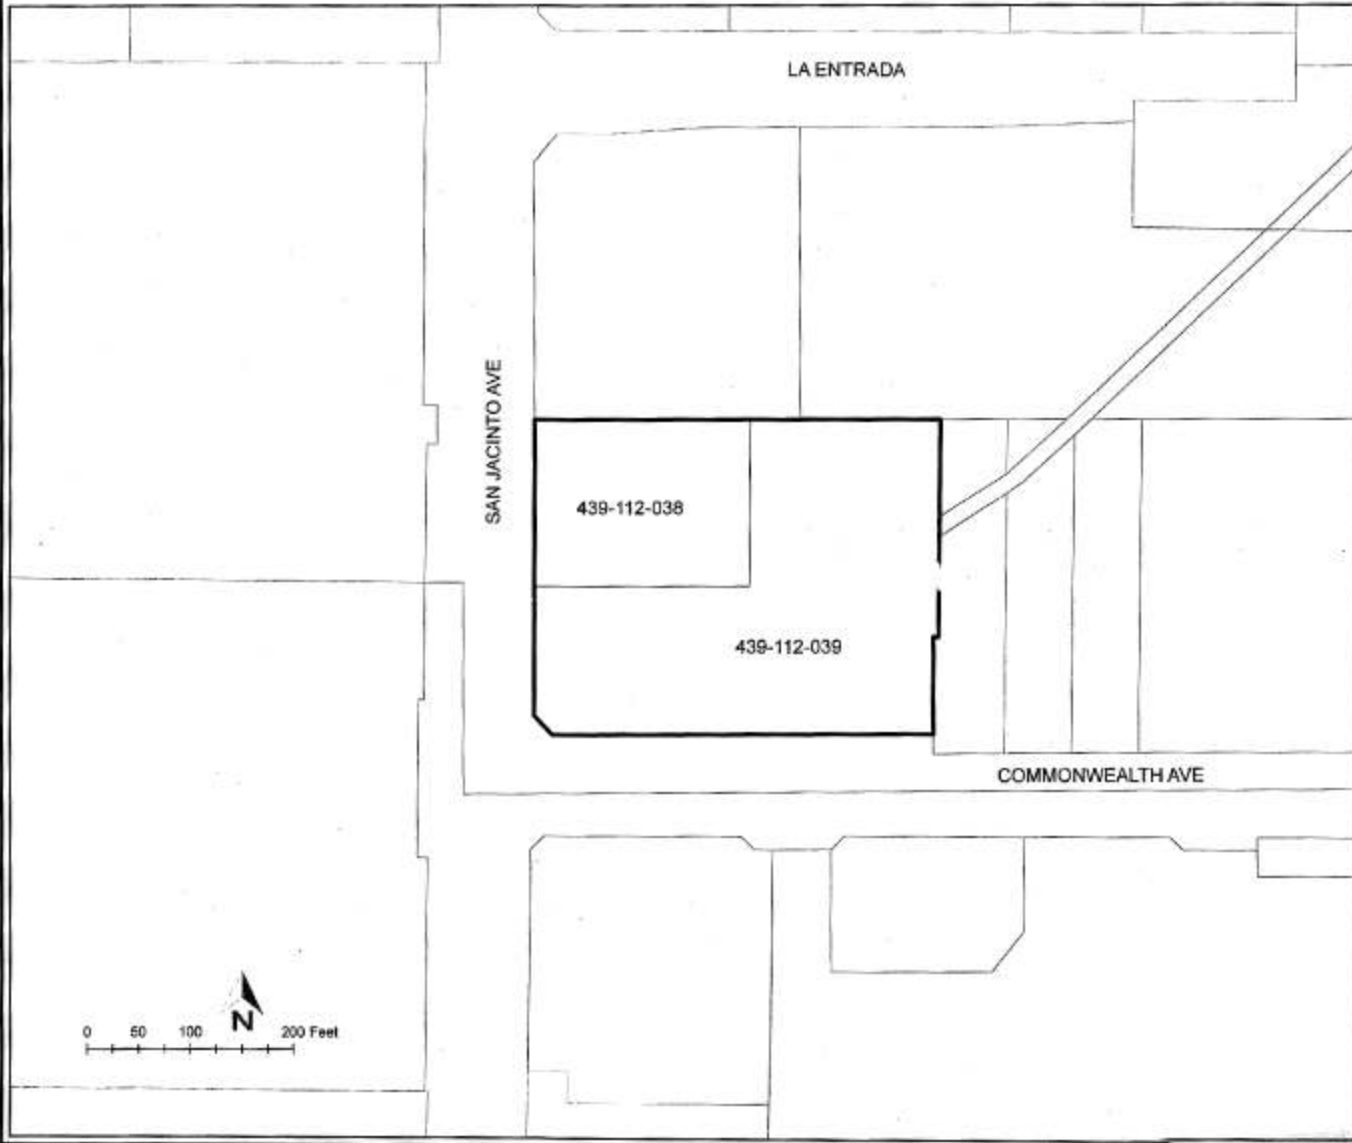 LA ENTRADA
SAN JACINTO AVE
439-112-038
439-112-039
COMMONWEALTH AVE
N
0 50 100 200 Feet